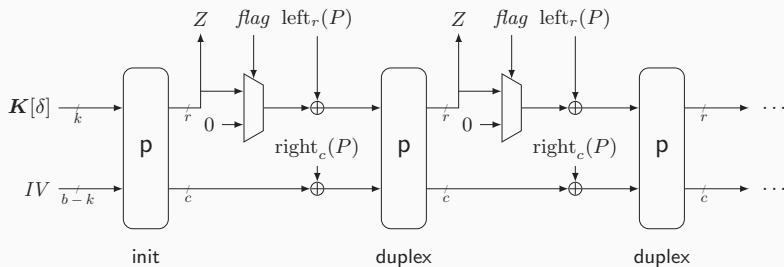 Z flag left_r(P) Z flag left_r(P)
K[δ] k r r r ⋯
0 0
p right_c(P) p right_c(P) p
IV b − k c c c ⋯
init duplex duplex